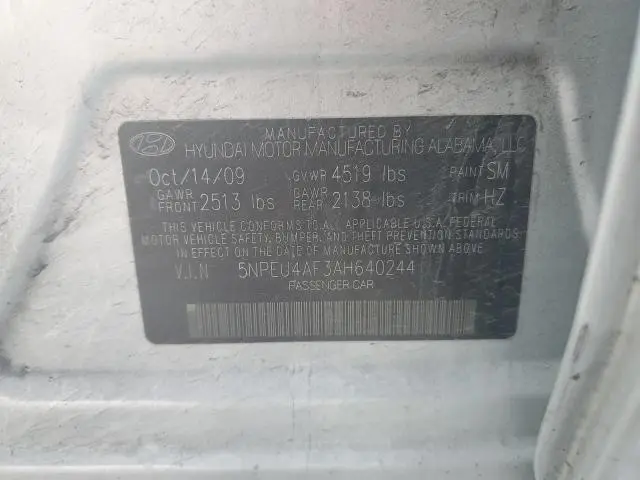 MANUFACTURED BY
HYUNDAI MOTOR MANUFACTURING ALABAMA, LLC
Oct/14/09 GVWR 4519 lbs PAINT SM
GAWR FRONT 2513 lbs GAWR REAR 2138 lbs TRIM HZ
THIS VEHICLE CONFORMS TO ALL APPLICABLE U.S.A. FEDERAL
MOTOR VEHICLE SAFETY, BUMPER, AND THEFT PREVENTION
STANDARDS IN EFFECT ON THE DATE OF MANUFACTURE SHOWN ABOVE.
V.I.N 5NPEU4AF3AH640244
PASSENGER CAR